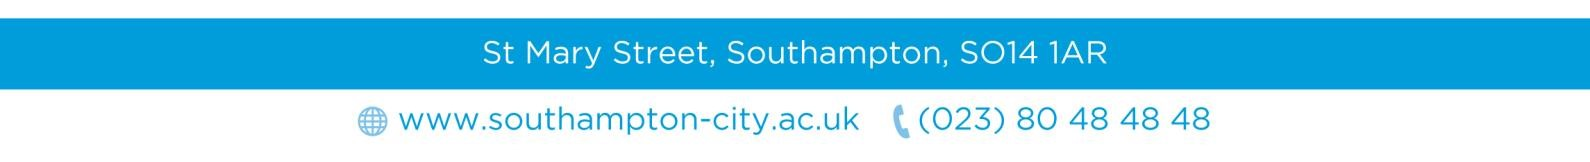 St Mary Street, Southampton, SO14 1AR
www.southampton-city.ac.uk (023) 80 48 48 48